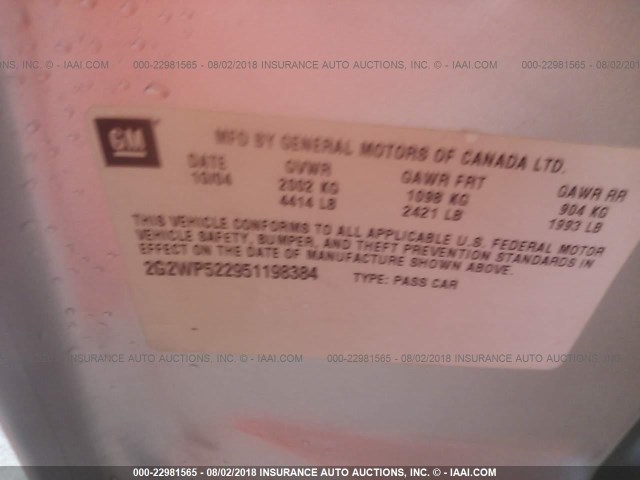 000-22981565 - 08/02/2018 INSURANCE AUTO AUCTIONS, INC. © - IAAI.COM
GM
MFD BY GENERAL MOTORS OF CANADA LTD.
DATE GVWR GAWR FRT GAWR RR
10/04 2002 KG 1098 KG 904 KG
4414 LB 2421 LB 1993 LB
THIS VEHICLE CONFORMS TO ALL APPLICABLE U.S. FEDERAL MOTOR
VEHICLE SAFETY, BUMPER, AND THEFT PREVENTION STANDARDS IN
EFFECT ON THE DATE OF MANUFACTURE SHOWN ABOVE.
2G2WP522951198384 TYPE: PASS CAR
INSURANCE AUTO AUCTIONS, INC. © - IAAI.COM 000-22981565 - 08/02/2018 INSURANCE AUTO AUCTIONS, INC. ©
000-22981565 - 08/02/2018 INSURANCE AUTO AUCTIONS, INC. © - IAAI.COM